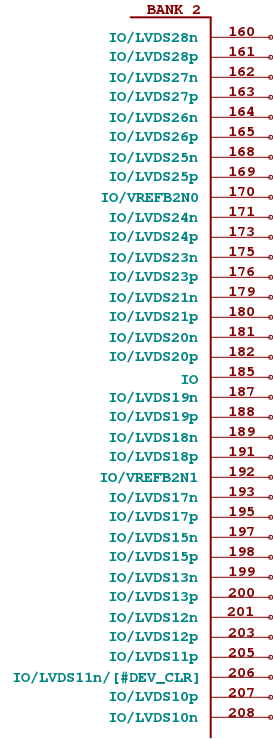 BANK 2
IO/LVDS28n 160
IO/LVDS28p 161
IO/LVDS27n 162
IO/LVDS27p 163
IO/LVDS26n 164
IO/LVDS26p 165
IO/LVDS25n 168
IO/LVDS25p 169
IO/VREFB2N0 170
IO/LVDS24n 171
IO/LVDS24p 173
IO/LVDS23n 175
IO/LVDS23p 176
IO/LVDS21n 179
IO/LVDS21p 180
IO/LVDS20n 181
IO/LVDS20p 182
IO 185
IO/LVDS19n 187
IO/LVDS19p 188
IO/LVDS18n 189
IO/LVDS18p 191
IO/VREFB2N1 192
IO/LVDS17n 193
IO/LVDS17p 195
IO/LVDS15n 197
IO/LVDS15p 198
IO/LVDS13n 199
IO/LVDS13p 200
IO/LVDS12n 201
IO/LVDS12p 203
IO/LVDS11p 205
IO/LVDS11n/[#DEV_CLR] 206
IO/LVDS10p 207
IO/LVDS10n 208